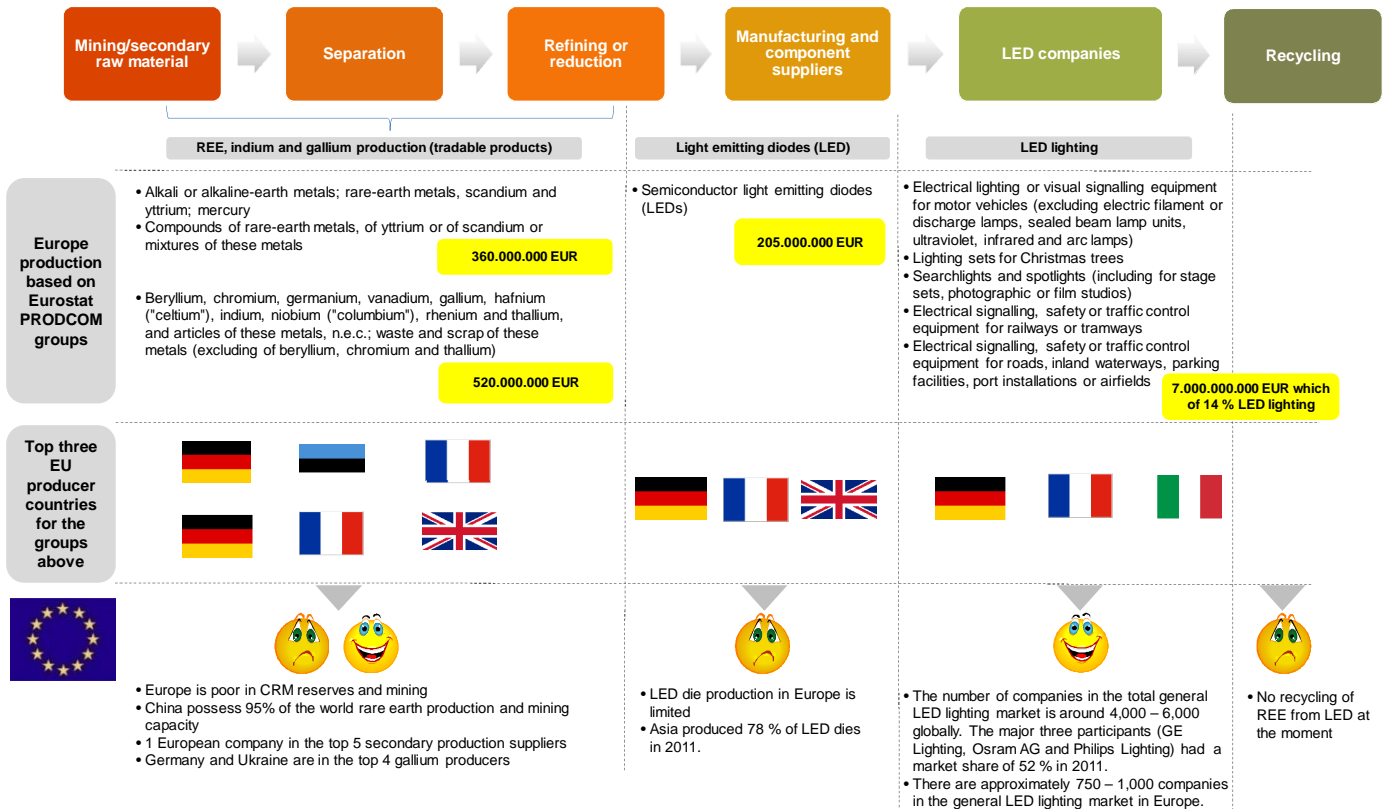 Mining/secondary
raw material
Separation
Refining or
reduction
Manufacturing and
component
suppliers
LED companies
Recycling
REE, indium and gallium production (tradable products)
Light emitting diodes (LED)
LED lighting
Europe
production
based on
Eurostat
PRODCOM
groups
• Alkali or alkaline-earth metals; rare-earth metals, scandium and
yttrium; mercury
• Compounds of rare-earth metals, of yttrium or of scandium or
mixtures of these metals
360.000.000 EUR
• Beryllium, chromium, germanium, vanadium, gallium, hafnium
("celtium"), indium, niobium ("columbium"), rhenium and thallium,
and articles of these metals, n.e.c.; waste and scrap of these
metals (excluding of beryllium, chromium and thallium)
520.000.000 EUR
• Semiconductor light emitting diodes
(LEDs)
205.000.000 EUR
• Electrical lighting or visual signalling equipment
for motor vehicles (excluding electric filament or
discharge lamps, sealed beam lamp units,
ultraviolet, infrared and arc lamps)
• Lighting sets for Christmas trees
• Searchlights and spotlights (including for stage
sets, photographic or film studios)
• Electrical signalling, safety or traffic control
equipment for railways or tramways
• Electrical signalling, safety or traffic control
equipment for roads, inland waterways, parking
facilities, port installations or airfields
7.000.000.000 EUR which
of 14 % LED lighting
Top three
EU
producer
countries
for the
groups
above
• Europe is poor in CRM reserves and mining
• China possess 95% of the world rare earth production and mining
capacity
• 1 European company in the top 5 secondary production suppliers
• Germany and Ukraine are in the top 4 gallium producers
• LED die production in Europe is
limited
• Asia produced 78 % of LED dies
in 2011.
• The number of companies in the total general
LED lighting market is around 4,000 – 6,000
globally. The major three participants (GE
Lighting, Osram AG and Philips Lighting) had a
market share of 52 % in 2011.
• There are approximately 750 – 1,000 companies
in the general LED lighting market in Europe.
• No recycling of
REE from LED at
the moment